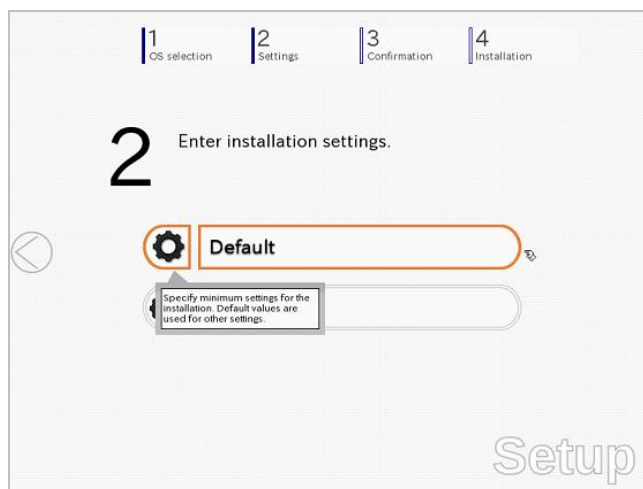 1
OS selection
2
Settings
3
Confirmation
4
Installation
2
Enter installation settings.
Default
Specify minimum settings for the
installation. Default values are
used for other settings.
Setup